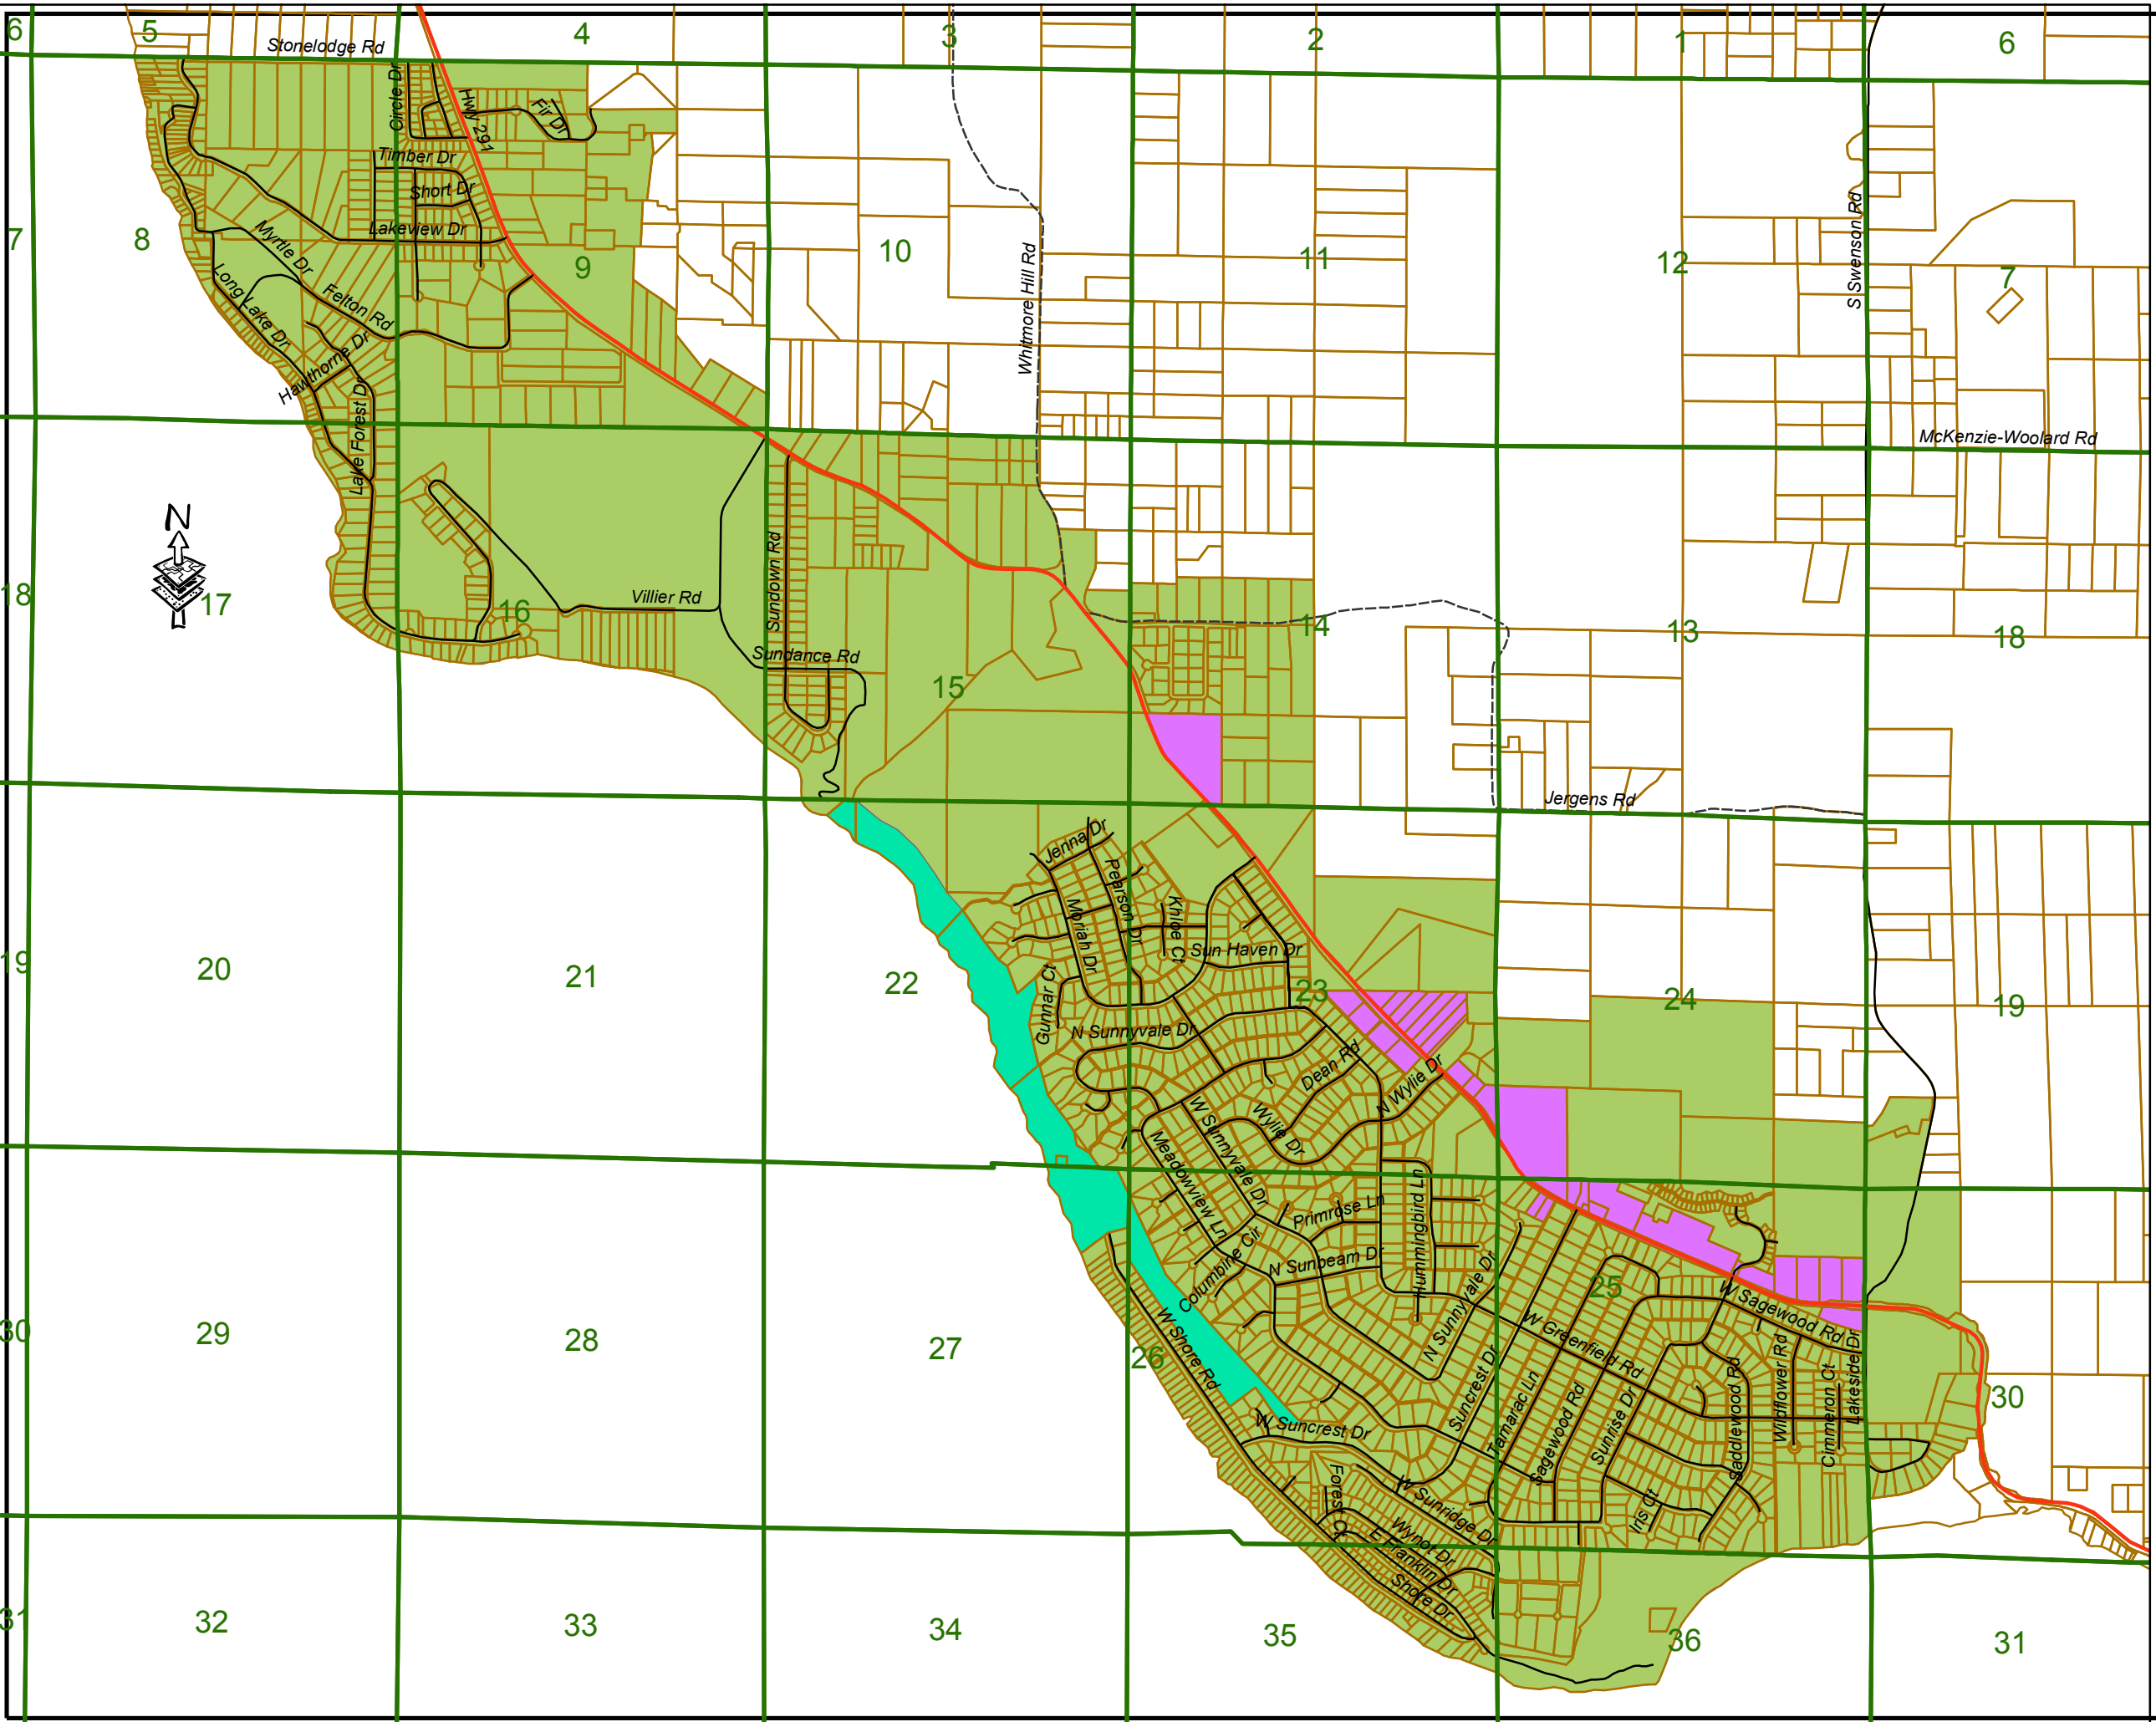 6
5
4
3
2
1
6
Stonelodge Rd
Circle Dr
Hwy 291
Fir Dr
Timber Dr
Short Dr
Lakeview Dr
Myrtle Dr
Long Lake Dr
Felton Rd
Hawthorne Dr
Lake Forest Dr
Whitmore Hill Rd
S Swenson Rd
McKenzie-Woolard Rd
7
8
9
10
11
12
7
N
18
17
16
15
14
13
18
Villier Rd
Sundown Rd
Sundance Rd
Jergens Rd
Jenna Dr
Pearson Dr
Moriah Dr
Khloe Ct
Sun Haven Dr
Gunnar Ct
N Sunnyvale Dr
19
20
21
22
23
24
19
Dean Rd
N Wylie Dr
Wylie Dr
W Sunnyvale Dr
Meadowview Ln
Primrose Ln
Hummingbird Ln
Columbine Cir
N Sunbeam Dr
N Sunnyvale Dr
W Shore Rd
30
29
28
27
26
25
30
W Sagewood Rd
W Greenfield Rd
Suncrest Dr
Tamarac Ln
Sagewood Rd
Sunrise Dr
Saddlewood Rd
Wildflower Rd
Cimmeron Ct
Lakeside Dr
W Suncrest Dr
Forest Ct
W Sunridge Dr
Iris Ct
Wynot Dr
E Franklin Dr
Shore Dr
31
32
33
34
35
36
31